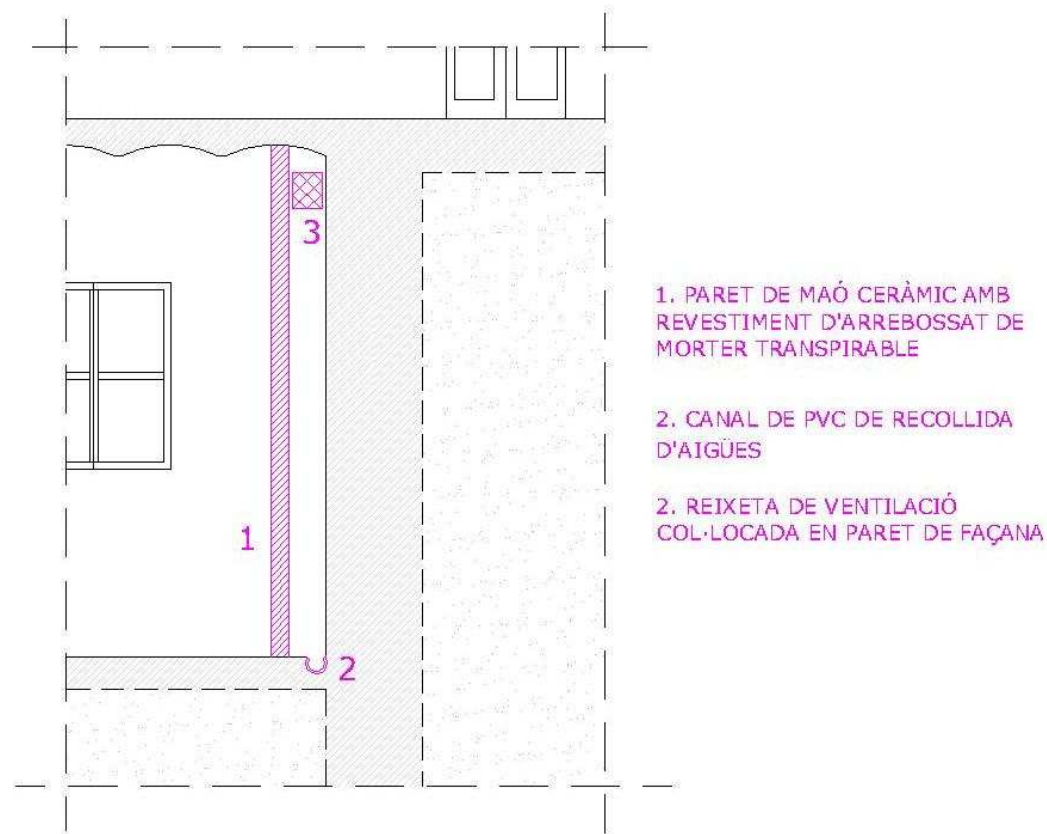 3
1. PARET DE MAÓ CERÀMIC AMB
REVESTIMENT D'ARREBOSSAT DE
MORTER TRANSPIRABLE
2. CANAL DE PVC DE RECOLLIDA
D'AIGÜES
2. REIXETA DE VENTILACIÓ
COL·LOCADA EN PARET DE FAÇANA
1
2